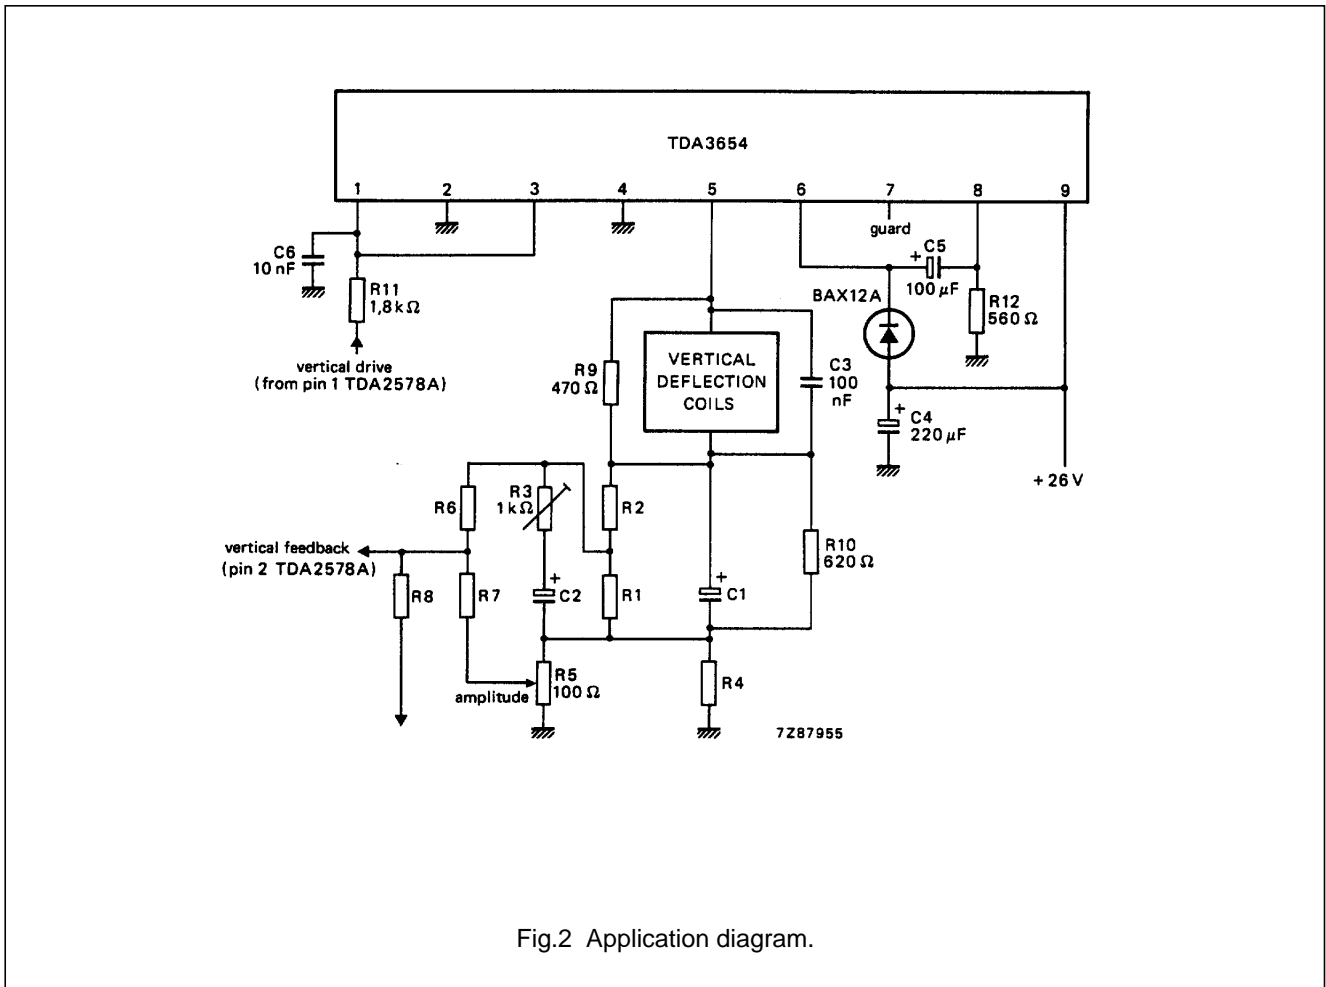 TDA3654
1 2 3 4 5 6 7 8 9
guard
C6
10 nF
R11
1,8 kΩ
vertical drive
(from pin 1 TDA2578A)
R9
470 Ω
VERTICAL
DEFLECTION
COILS
C3
100
nF
BAX12A
+ C5
100 µF
R12
560 Ω
+ C4
220 µF
+ 26 V
R6
R3
1 kΩ
R2
R10
620 Ω
vertical feedback
(pin 2 TDA2578A)
R8
R7
+
C2
R1
+
C1
R5
100 Ω
amplitude
R4
7Z87955
Fig.2 Application diagram.